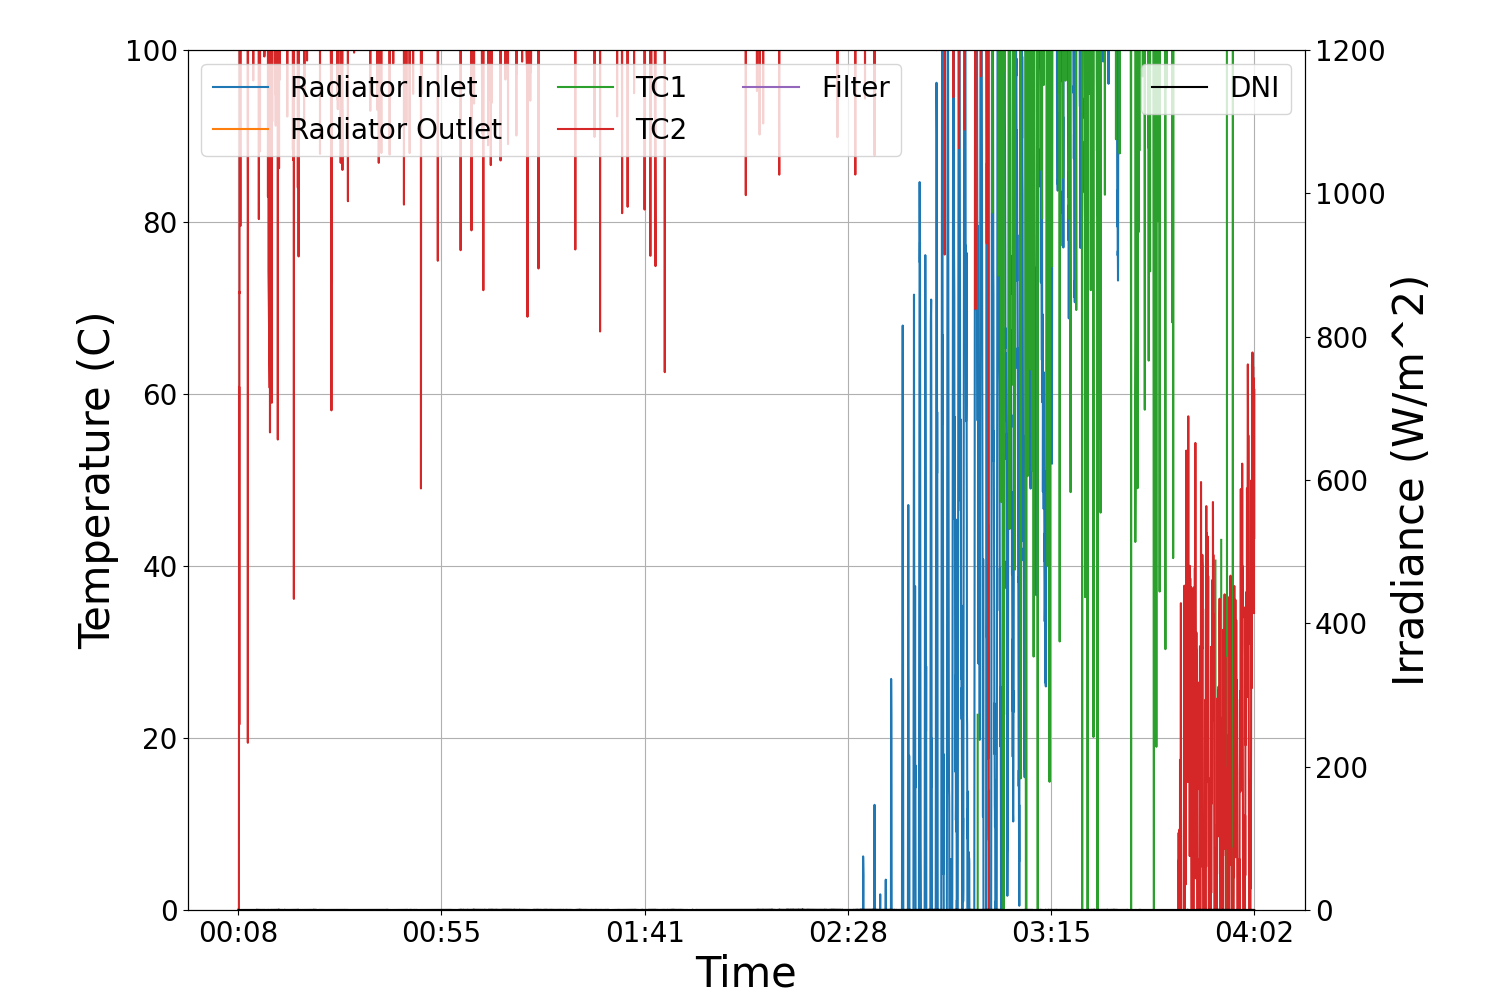 Radiator Inlet
Radiator Outlet
TC1
TC2
Filter
DNI
100
80
60
40
20
0
Temperature (C)
1200
1000
800
600
400
200
0
Irradiance (W/m^2)
00:08
00:55
01:41
02:28
03:15
04:02
Time